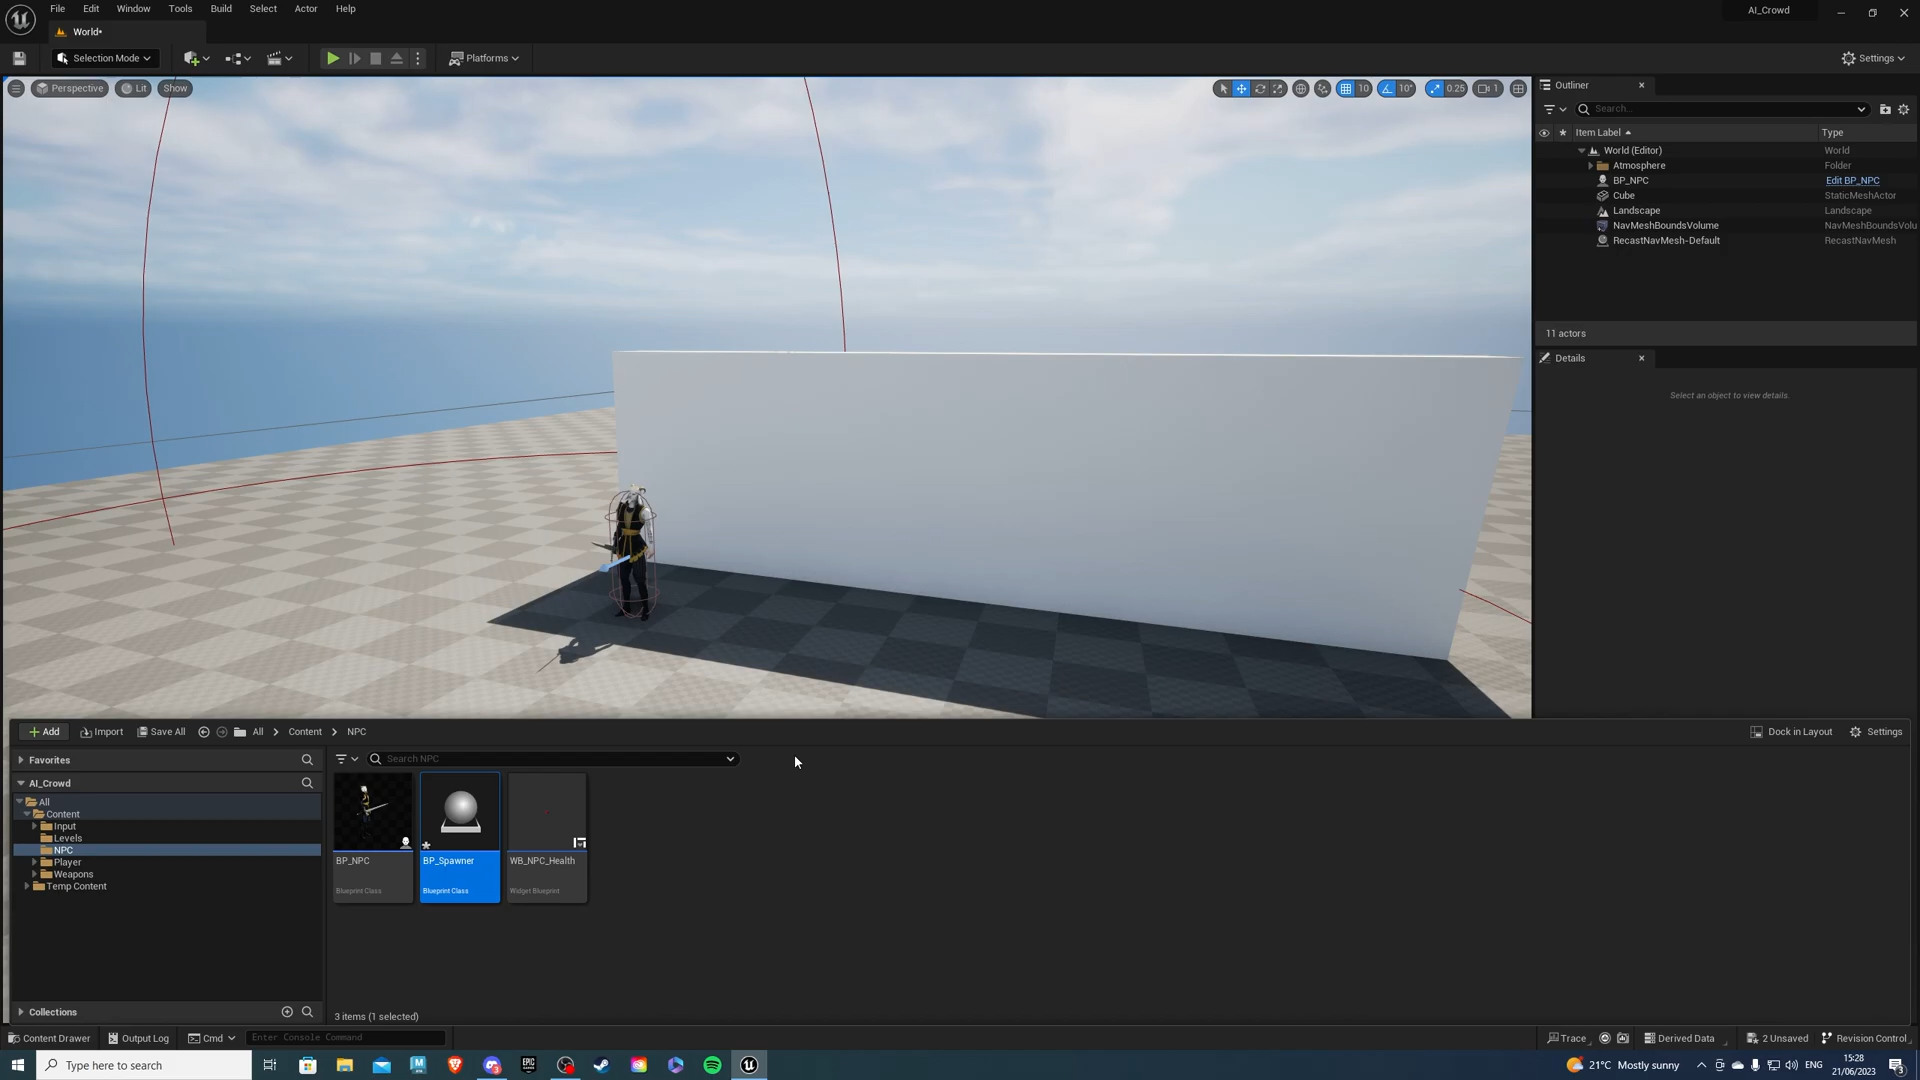 File Edit Window Tools Build Select Actor Help
AI_Crowd
World*
Selection Mode
Platforms
Settings
Perspective Lit Show
10 10° 0.25 1
Outliner
Search...
Item Label Type
World (Editor) World
Atmosphere Folder
BP_NPC Edit BP_NPC
Cube StaticMeshActor
Landscape Landscape
NavMeshBoundsVolume NavMeshBoundsVolu
RecastNavMesh-Default RecastNavMesh
11 actors
Details
Select an object to view details.
Add Import Save All All Content NPC
Dock in Layout Settings
Favorites
Search NPC
AI_Crowd
All
Content
Input
Levels
NPC
Player
Weapons
Temp Content
BP_NPC
Blueprint Class
BP_Spawner
Blueprint Class
WB_NPC_Health
Widget Blueprint
Collections
3 items (1 selected)
Content Drawer Output Log Cmd Enter Console Command
Trace Derived Data 2 Unsaved Revision Control
Type here to search
21°C Mostly sunny
ENG
15:28
21/06/2023